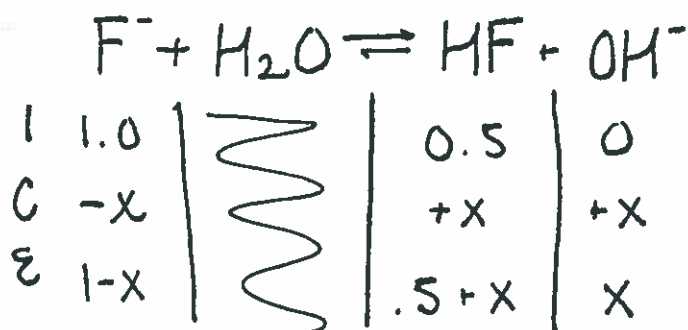 F⁻ + H₂O ⇌ HF + OH⁻
I 1.0 0.5 0
C -x +x +x
E 1-x .5+x x